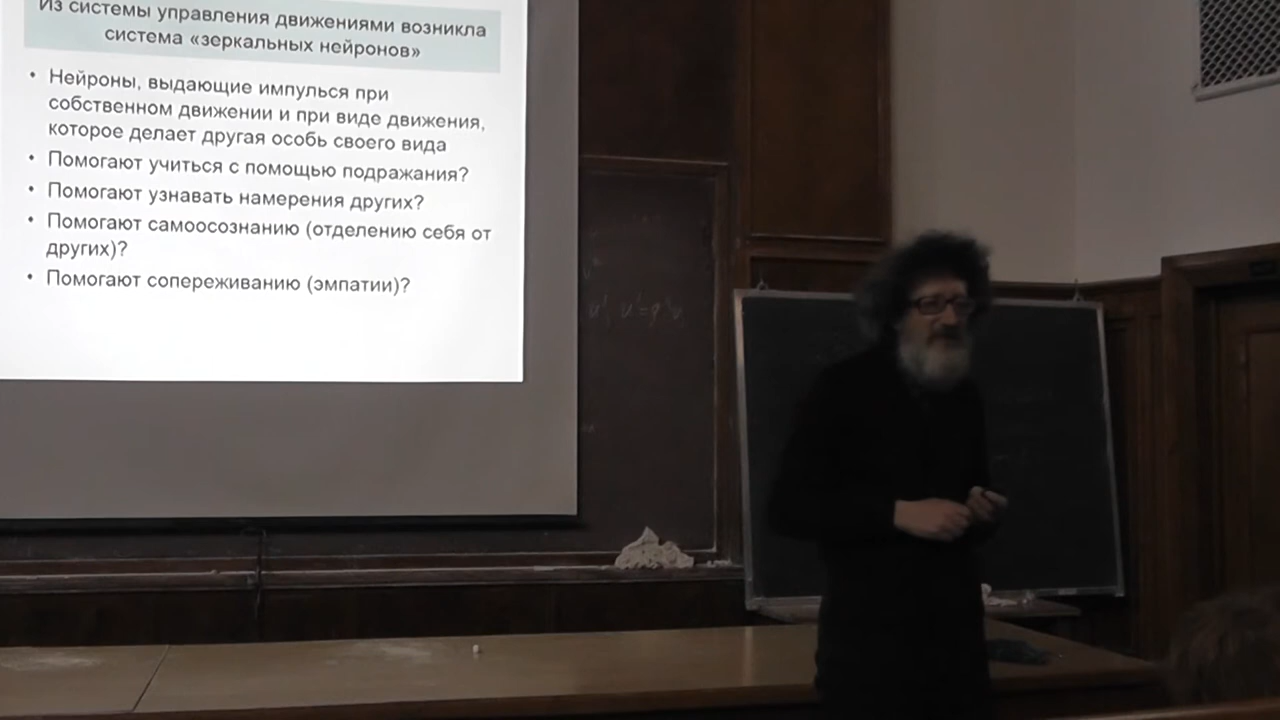 Из системы управления движениями возникла
система «зеркальных нейронов»
• Нейроны, выдающие импулься при
собственном движении и при виде движения,
которое делает другая особь своего вида
• Помогают учиться с помощью подражания?
• Помогают узнавать намерения других?
• Помогают самоосознанию (отделению себя от
других)?
• Помогают сопереживанию (эмпатии)?